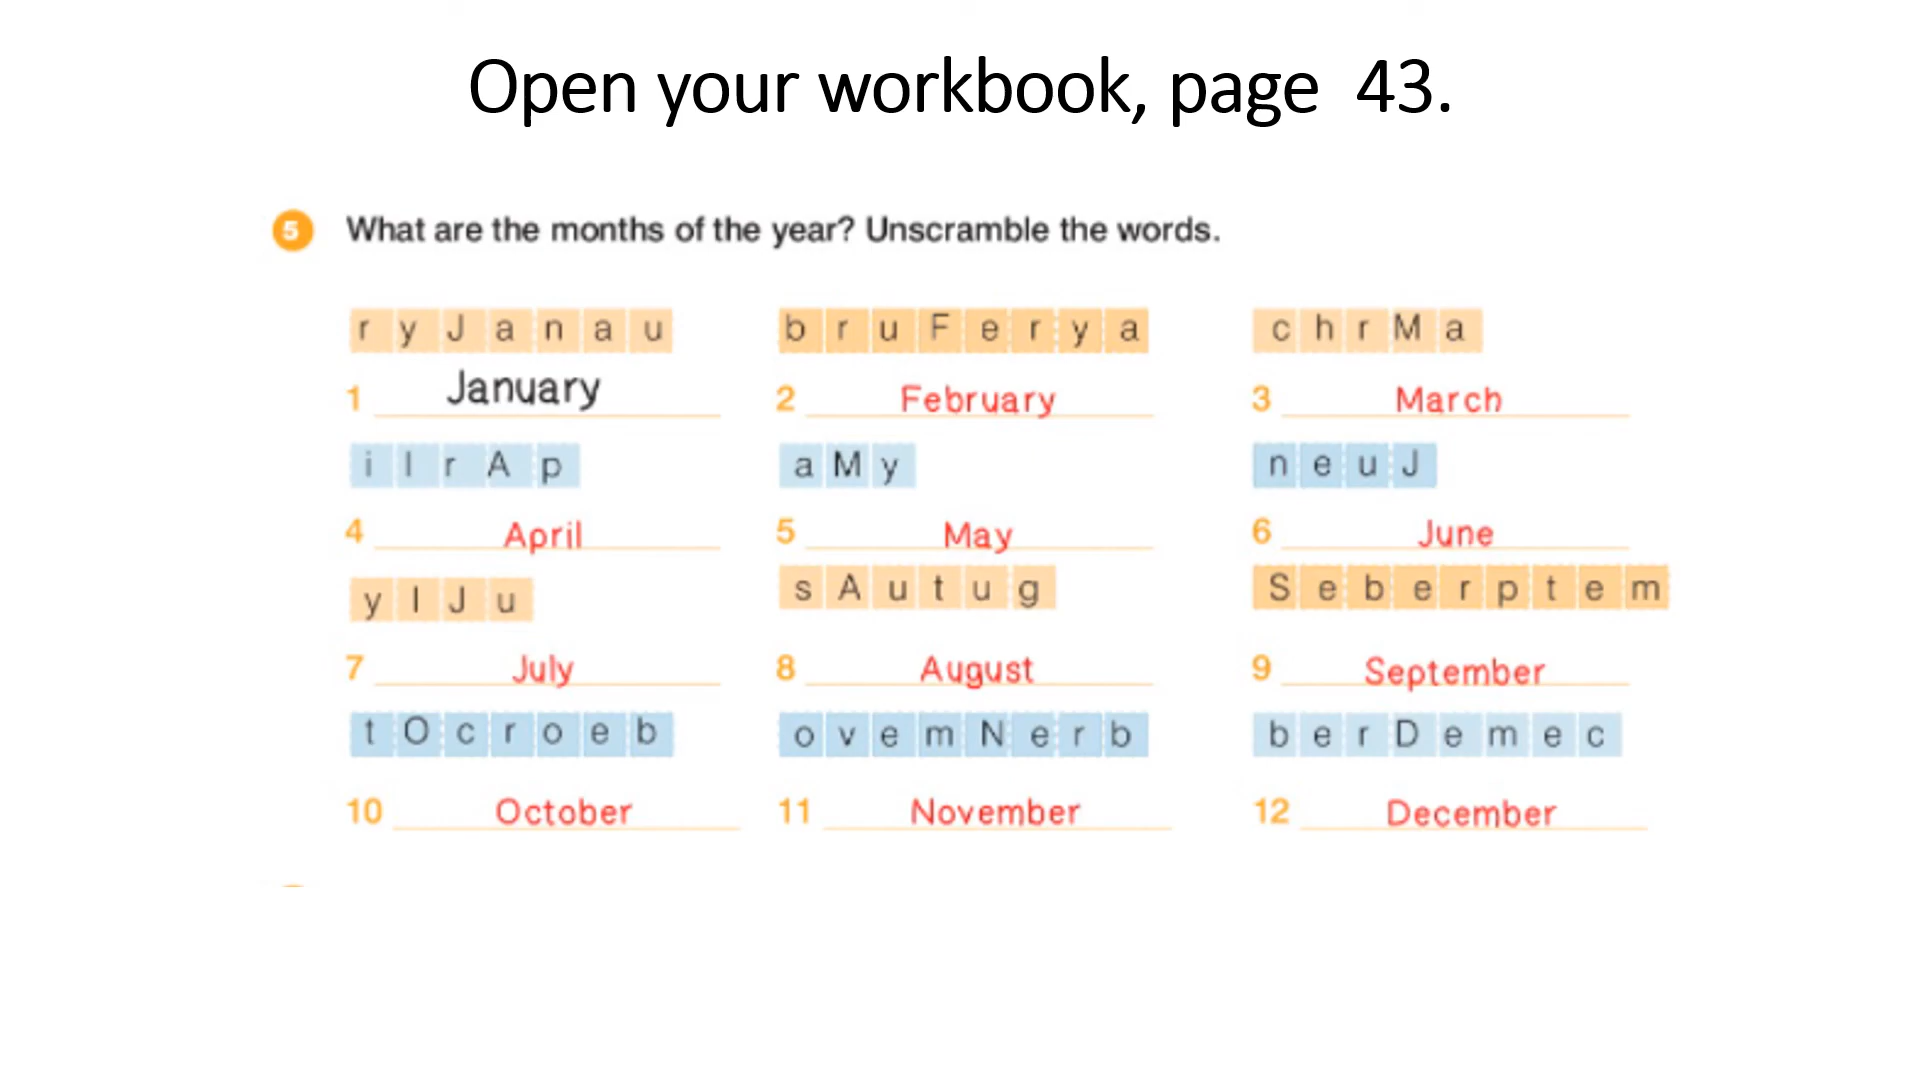 Open your workbook, page 43.
5 What are the months of the year? Unscramble the words.
r y J a n a u b r u F e r y a c h r M a
1 January 2 February 3 March
i l r A p a M y n e u J
4 April 5 May 6 June
y l J u s A u t u g S e b e r p t e m
7 July 8 August 9 September
t O c r o e b o v e m N e r b b e r D e m e c
10 October 11 November 12 December